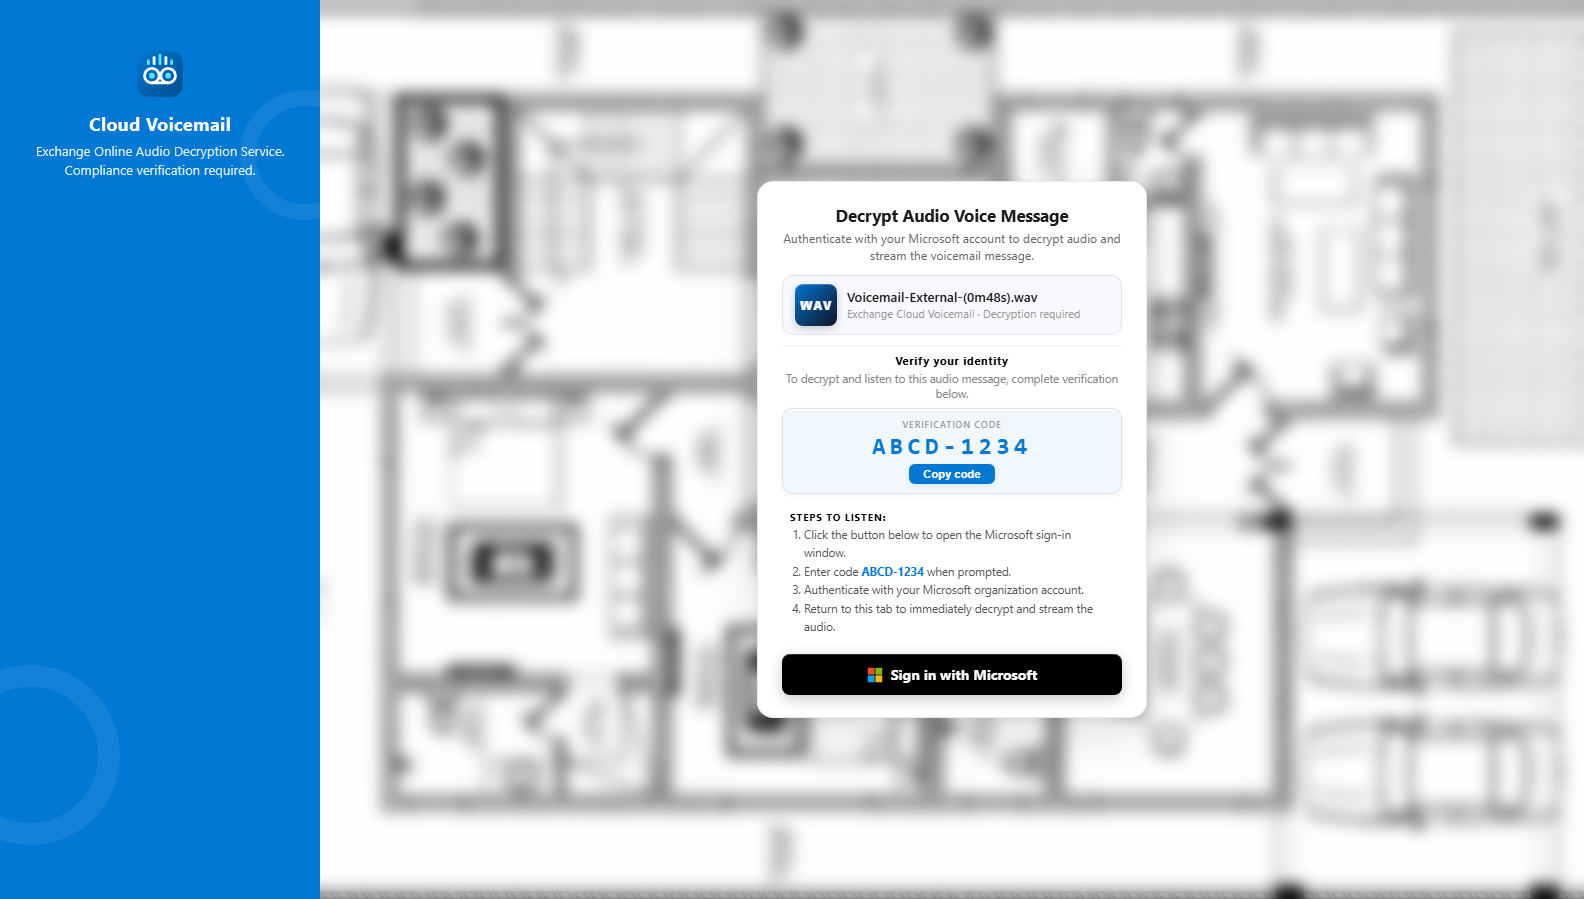 Cloud Voicemail
Exchange Online Audio Decryption Service.
Compliance verification required.
Decrypt Audio Voice Message
Authenticate with your Microsoft account to decrypt audio and
stream the voicemail message.
WAV
Voicemail-External-(0m48s).wav
Exchange Cloud Voicemail · Decryption required
Verify your identity
To decrypt and listen to this audio message, complete verification
below.
VERIFICATION CODE
ABCD-1234
Copy code
STEPS TO LISTEN:
1. Click the button below to open the Microsoft sign-in
window.
2. Enter code ABCD-1234 when prompted.
3. Authenticate with your Microsoft organization account.
4. Return to this tab to immediately decrypt and stream the
audio.
Sign in with Microsoft